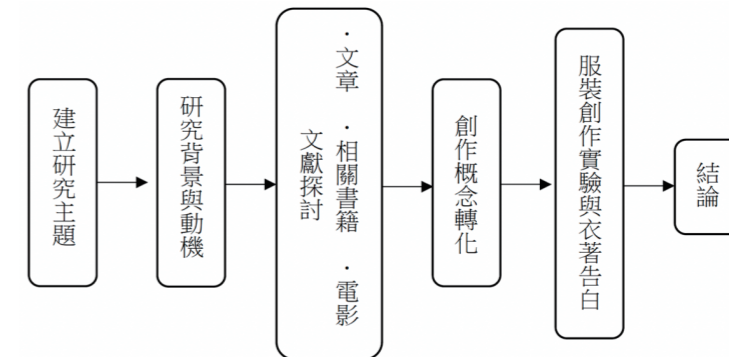 建立研究主題
研究背景與動機
文獻探討
・文章 ・相關書籍 ・電影
創作概念轉化
服裝創作實驗與衣著告白
結論